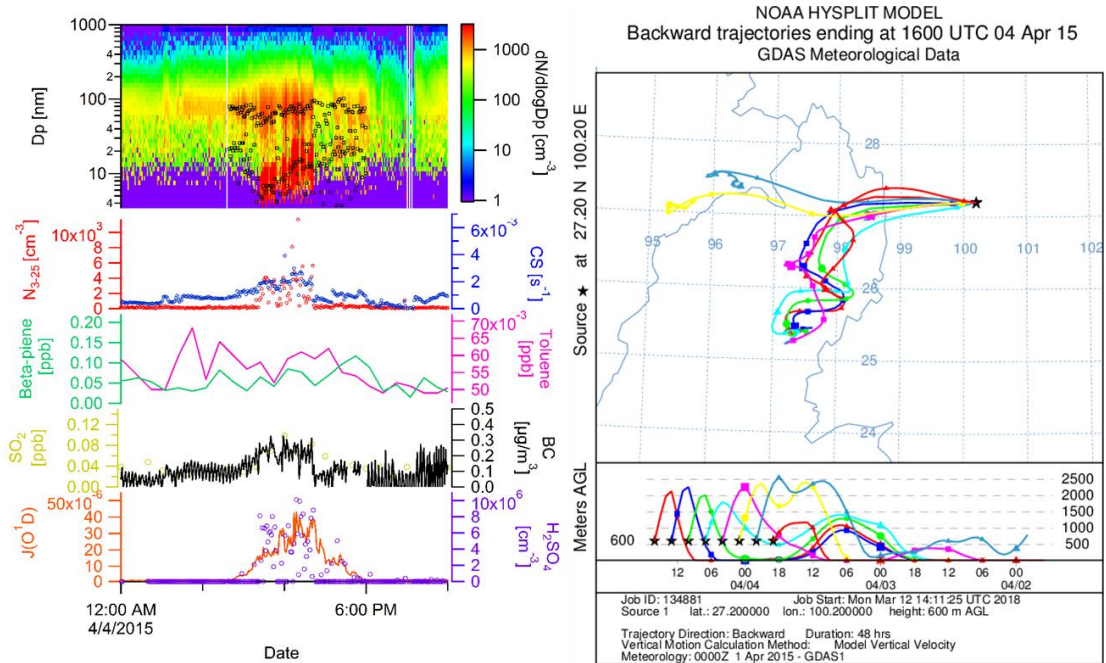 1000
4
2
100
4
2
10
4
Dp [nm]
1000
100
10
1
dN/dlogDp [cm-3]
10x10³
8
6
4
2
0
N3-25 [cm-3]
6x10-3
4
2
0
CS [s-1]
0.20
0.15
0.10
0.05
0.00
Beta-piene
[ppb]
70x10-3
65
60
55
50
Toluene
[ppb]
0.12
0.08
0.04
0.00
SO2
[ppb]
0.5
0.4
0.3
0.2
0.1
0.0
BC
[µg/m3]
50x10-6
40
30
20
10
0
J(O1D)
10x106
8
6
4
2
0
H2SO4
[cm-3]
12:00 AM
4/4/2015
6:00 PM
Date
NOAA HYSPLIT MODEL
Backward trajectories ending at 1600 UTC 04 Apr 15
GDAS Meteorological Data
Source ★ at 27.20 N 100.20 E
28
95 96 97 98 99 100 101 102
26
25
24
Meters AGL
600
2500
2000
1500
1000
500
12 06 00 18 12 06 00 18 12 06 00
04/04 04/03 04/02
Job ID: 134881 Job Start: Mon Mar 12 14:11:25 UTC 2018
Source 1 lat.: 27.200000 lon.: 100.200000 height: 600 m AGL
Trajectory Direction: Backward Duration: 48 hrs
Vertical Motion Calculation Method: Model Vertical Velocity
Meteorology: 0000Z 1 Apr 2015 - GDAS1